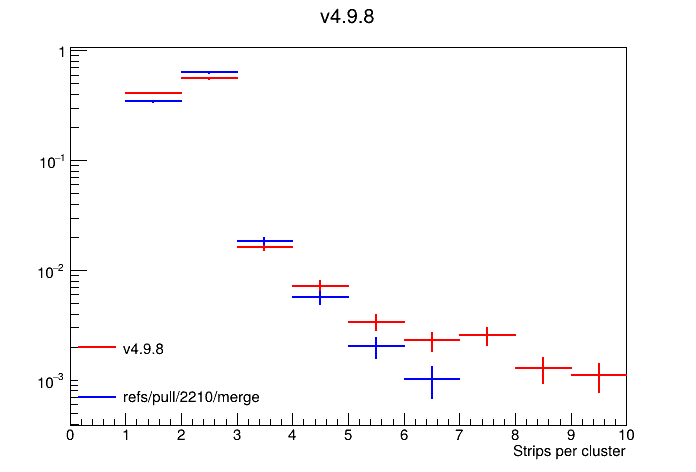 v4.9.8
1
10⁻¹
10⁻²
10⁻³
v4.9.8
refs/pull/2210/merge
0 1 2 3 4 5 6 7 8 9 10
Strips per cluster